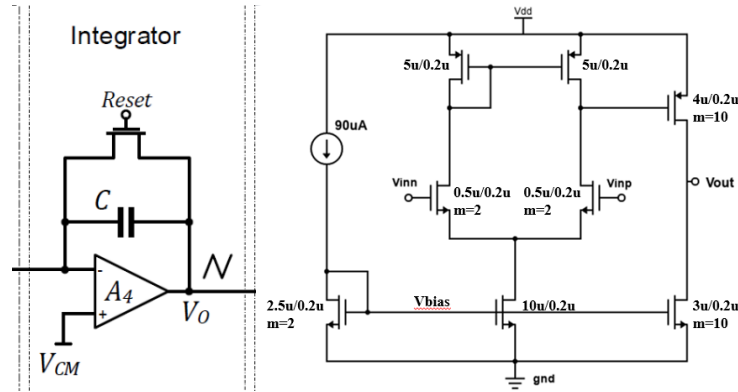 Integrator
Reset
C
-
A4
+
VO
VCM
Vdd
5u/0.2u
5u/0.2u
4u/0.2u
m=10
90uA
Vinn
0.5u/0.2u
m=2
0.5u/0.2u
m=2
Vinp
Vout
2.5u/0.2u
m=2
Vbias
10u/0.2u
3u/0.2u
m=10
gnd